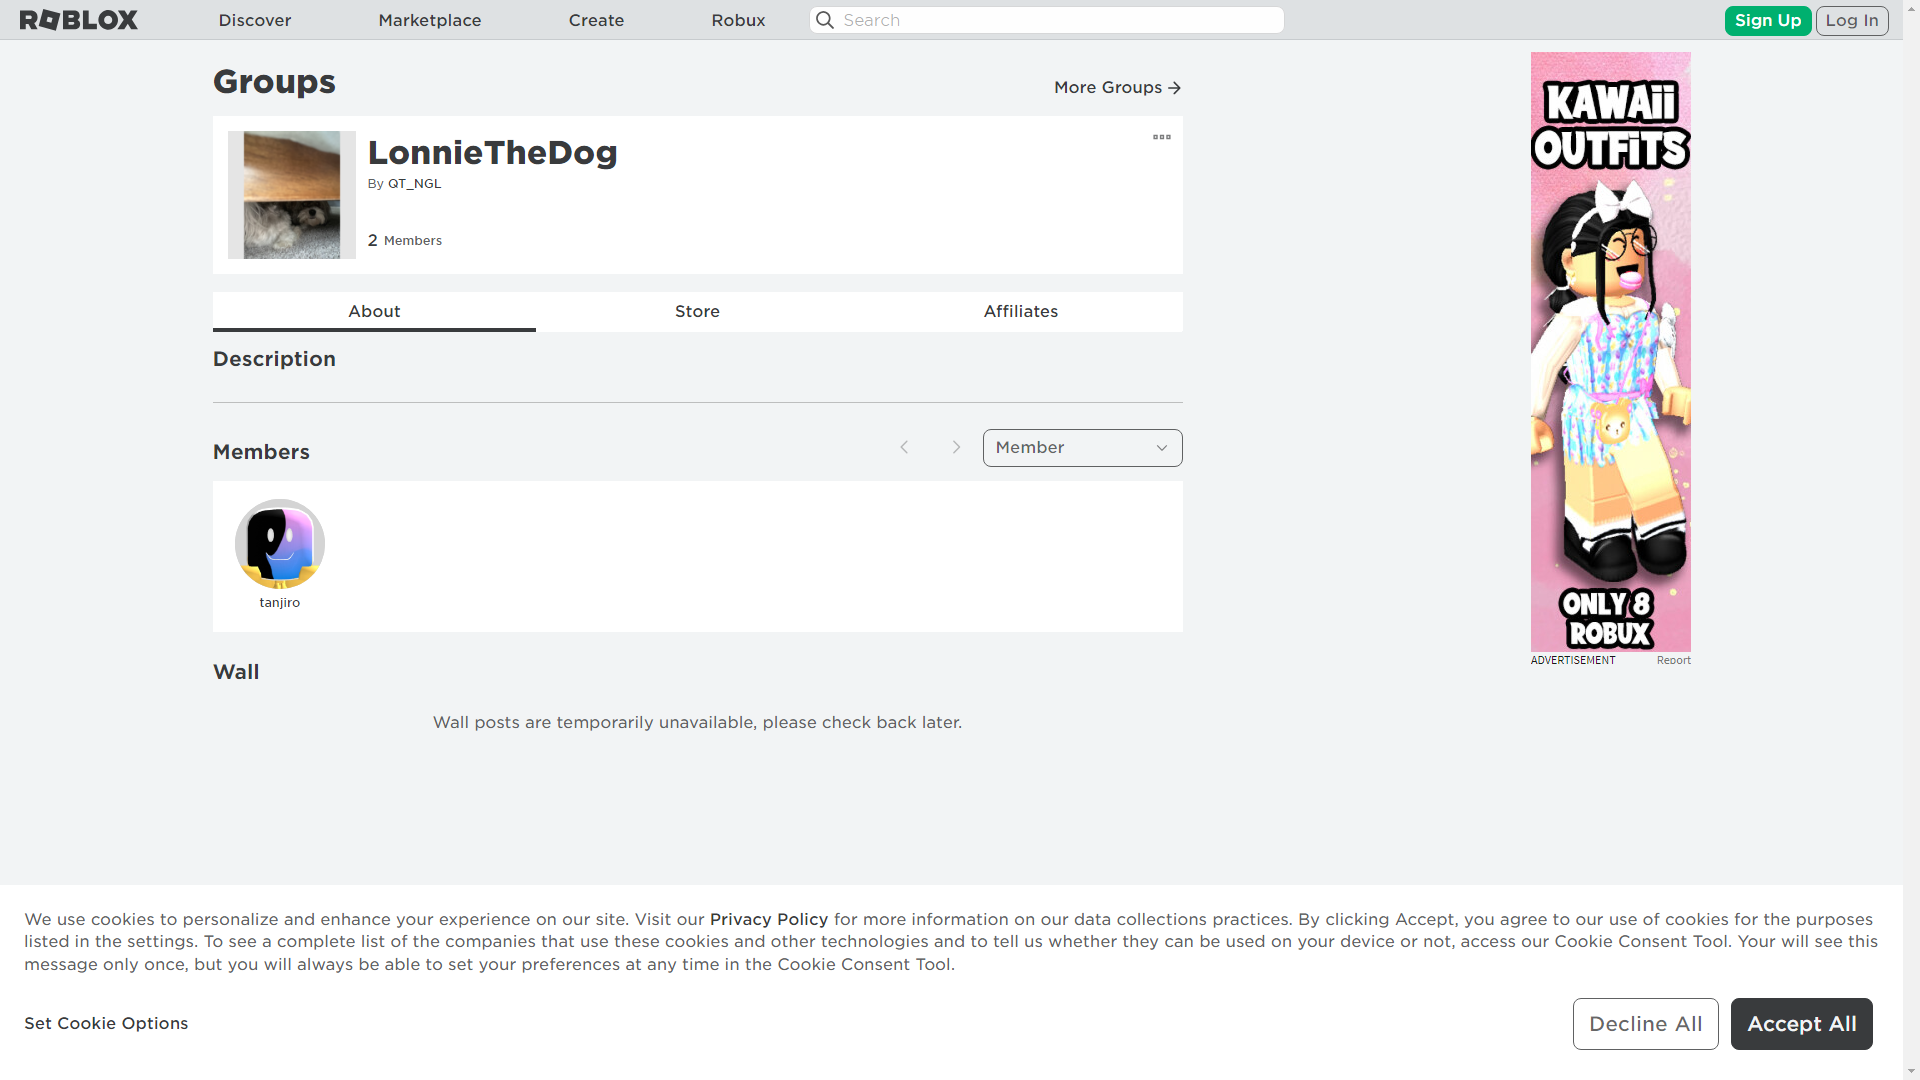 ROBLOX
Discover
Marketplace
Create
Robux
Search
Sign Up
Log In
Groups
More Groups
LonnieTheDog
By QT_NGL
2 Members
About
Store
Affiliates
Description
Members
Member
tanjiro
Wall
Wall posts are temporarily unavailable, please check back later.
KAWAii
OUTFiTS
ONLY 8
ROBUX
ADVERTISEMENT
Report
We use cookies to personalize and enhance your experience on our site. Visit our Privacy Policy for more information on our data collections practices. By clicking Accept, you agree to our use of cookies for the purposes
listed in the settings. To see a complete list of the companies that use these cookies and other technologies and to tell us whether they can be used on your device or not, access our Cookie Consent Tool. Your will see this
message only once, but you will always be able to set your preferences at any time in the Cookie Consent Tool.
Set Cookie Options
Decline All
Accept All